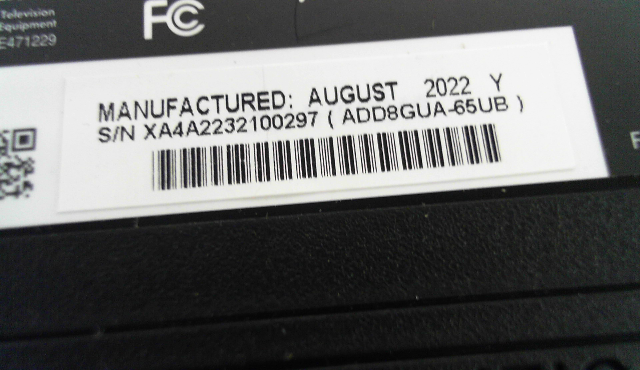 Television
Equipment
E471229
FC
MANUFACTURED: AUGUST 2022 Y
S/N XA4A2232100297 ( ADD8GUA-65UB )